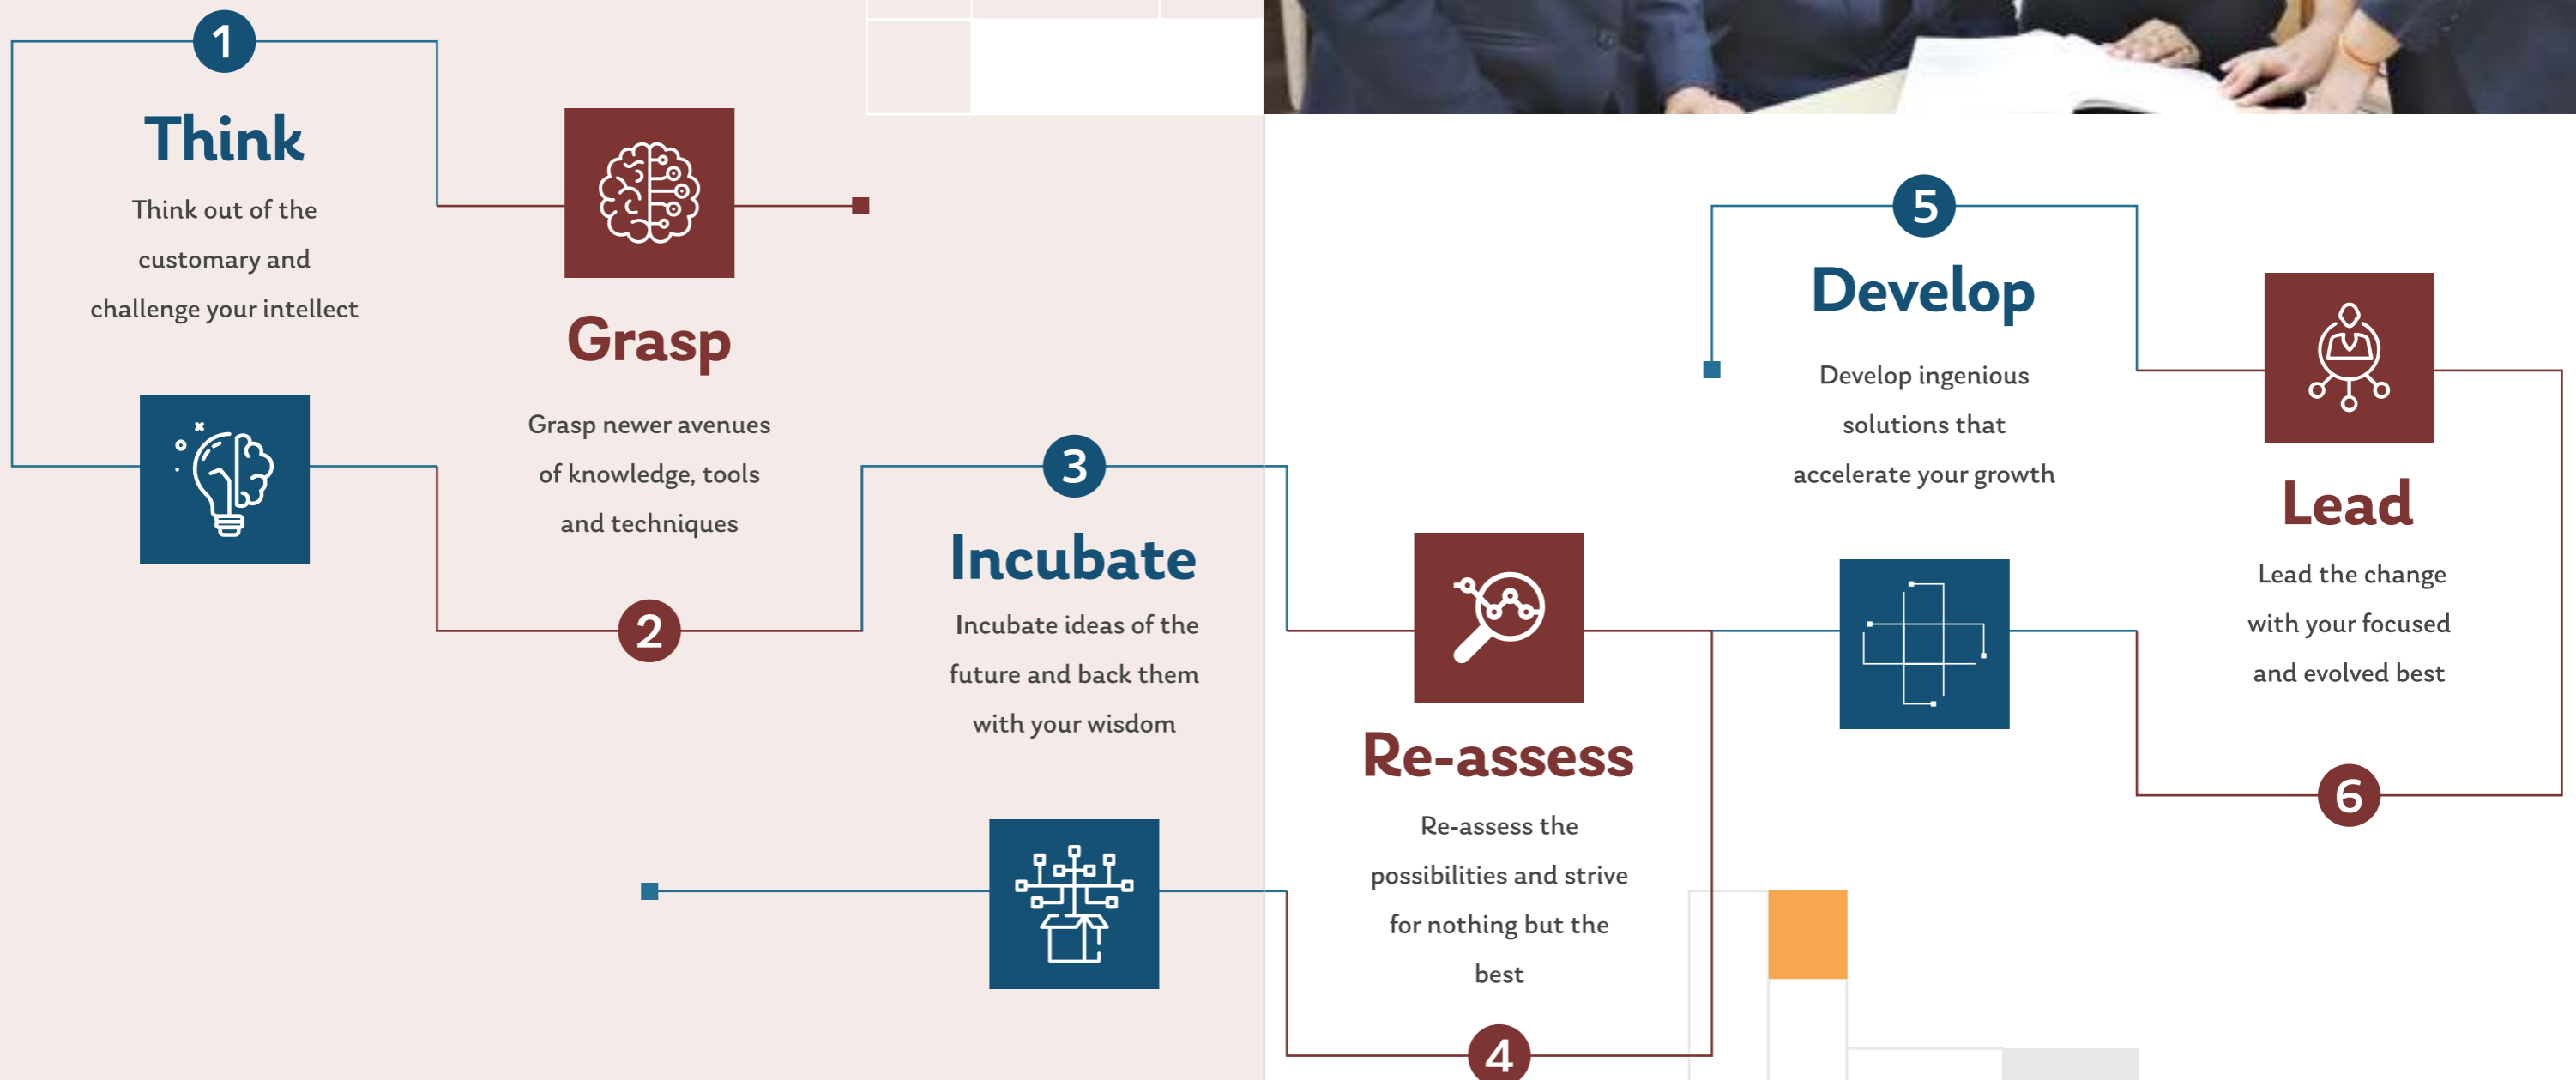 1
Think
Think out of the
customary and
challenge your intellect
Grasp
Grasp newer avenues
of knowledge, tools
and techniques
2
3
Incubate
Incubate ideas of the
future and back them
with your wisdom
Re-assess
Re-assess the
possibilities and strive
for nothing but the
best
4
5
Develop
Develop ingenious
solutions that
accelerate your growth
Lead
Lead the change
with your focused
and evolved best
6